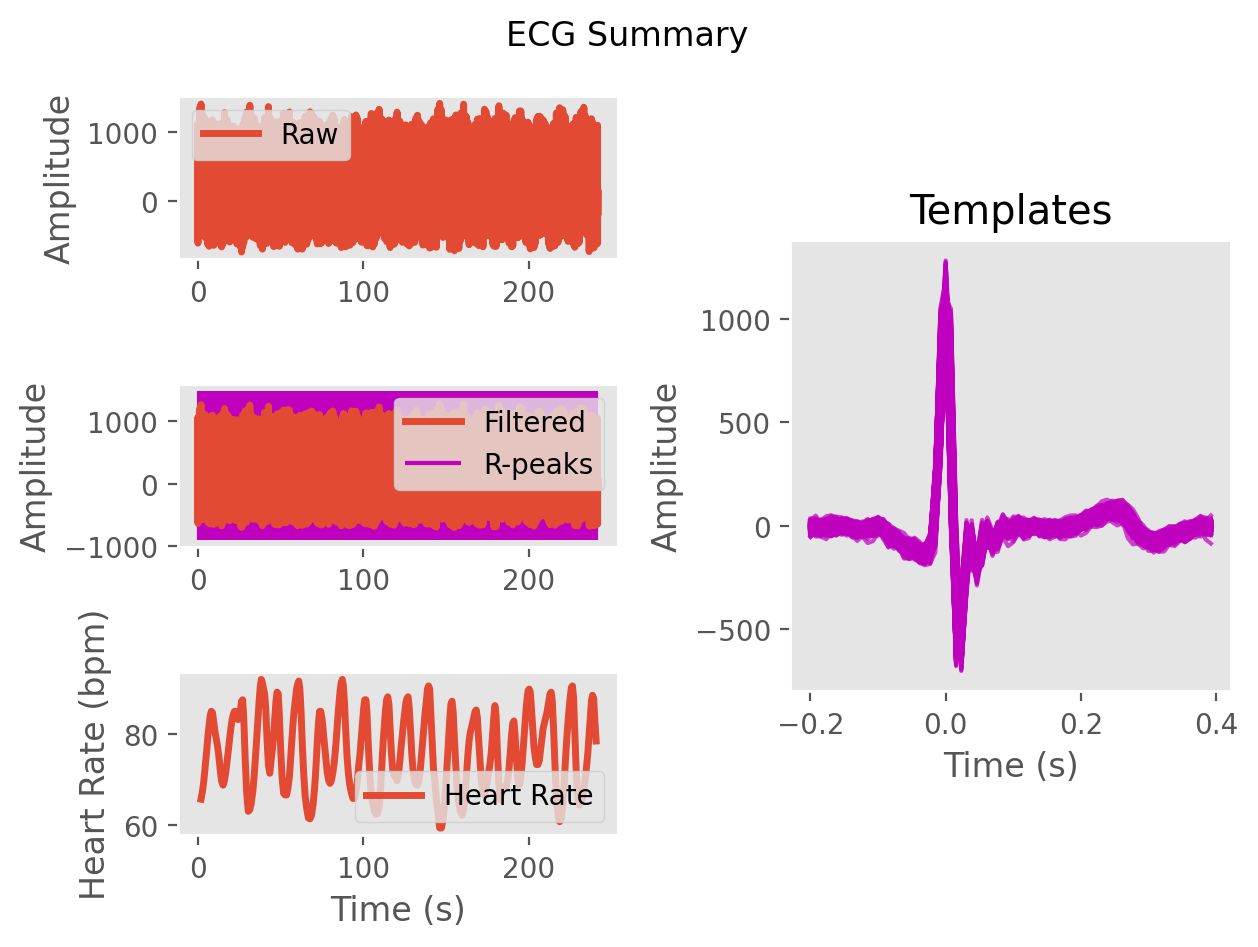 ECG Summary
Amplitude
1000
0
Raw
0 100 200
Amplitude
1000
0
−1000
Filtered
R-peaks
0 100 200
Heart Rate (bpm)
80
60
Heart Rate
0 100 200
Time (s)
Templates
Amplitude
1000
500
0
−500
−0.2 0.0 0.2 0.4
Time (s)